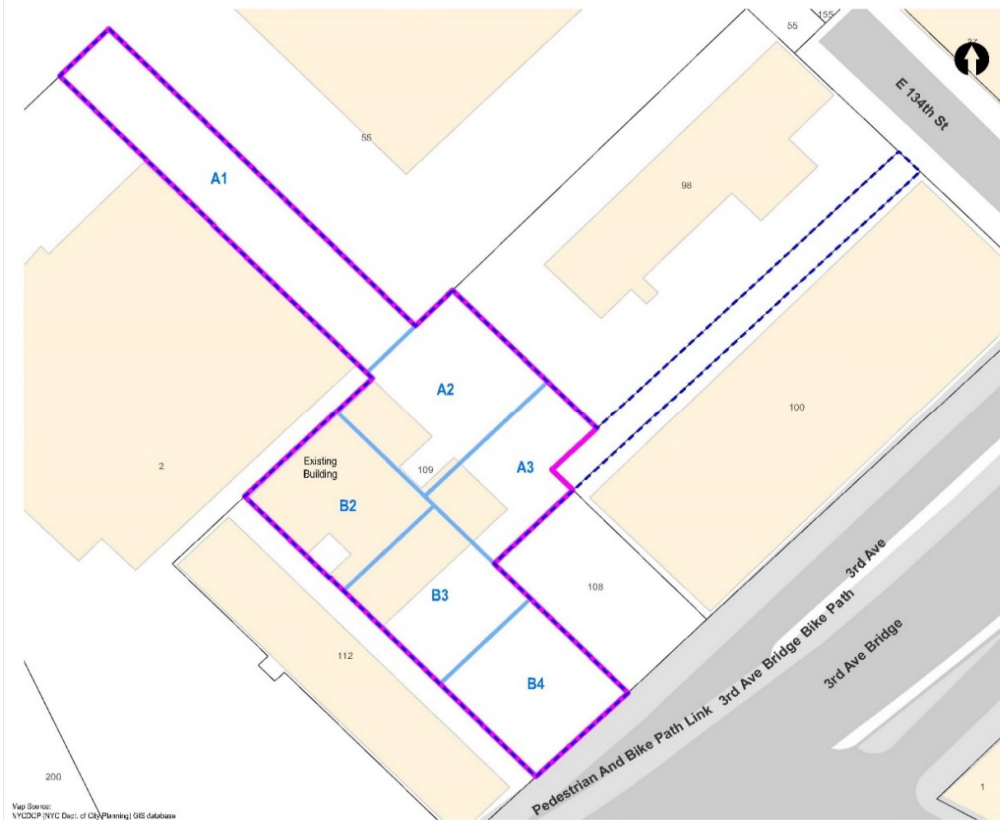 55
155
27
E 134th St
55
A1
98
A2
100
A3
109
Existing
Building
2
B2
108
B3
3rd Ave
3rd Ave Bridge Bike Path
3rd Ave Bridge
112
B4
Pedestrian And Bike Path Link
200
1
Map Source:
NYCDCP (NYC Dept. of City Planning) GIS database